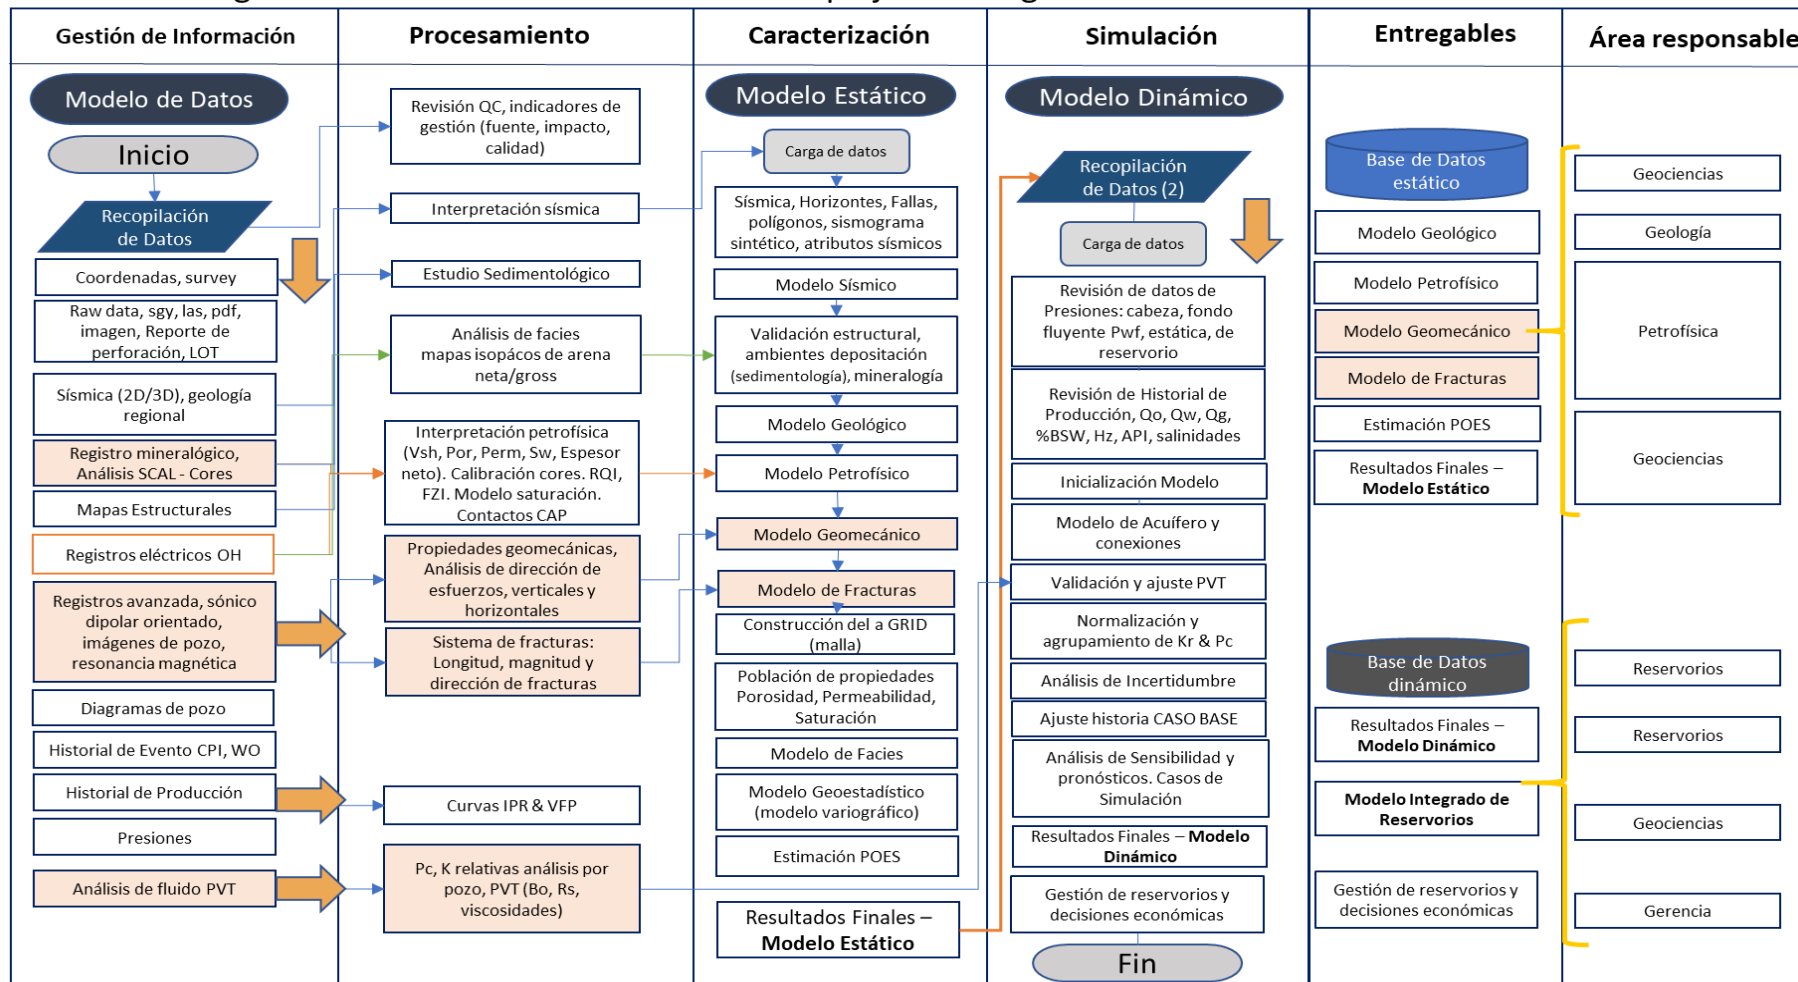 Gestión de Información
Modelo de Datos
Inicio
Recopilación
de Datos
Coordenadas, survey
Raw data, sgy, las, pdf,
imagen, Reporte de
perforación, LOT
Sísmica (2D/3D), geología
regional
Registro mineralógico,
Análisis SCAL - Cores
Mapas Estructurales
Registros eléctricos OH
Registros avanzada, sónico
dipolar orientado,
imágenes de pozo,
resonancia magnética
Diagramas de pozo
Historial de Evento CPI, WO
Historial de Producción
Presiones
Análisis de fluido PVT
Procesamiento
Revisión QC, indicadores de
gestión (fuente, impacto,
calidad)
Interpretación sísmica
Estudio Sedimentológico
Análisis de facies
mapas isopácos de arena
neta/gross
Interpretación petrofísica
(Vsh, Por, Perm, Sw, Espesor
neto). Calibración cores. RQI,
FZI. Modelo saturación.
Contactos CAP
Propiedades geomecánicas,
Análisis de dirección de
esfuerzos, verticales y
horizontales
Sistema de fracturas:
Longitud, magnitud y
dirección de fracturas
Curvas IPR & VFP
Pc, K relativas análisis por
pozo, PVT (Bo, Rs,
viscosidades)
Caracterización
Modelo Estático
Carga de datos
Sísmica, Horizontes, Fallas,
polígonos, sismograma
sintético, atributos sísmicos
Modelo Sísmico
Validación estructural,
ambientes depositación
(sedimentología), mineralogía
Modelo Geológico
Modelo Petrofísico
Modelo Geomecánico
Modelo de Fracturas
Construcción del a GRID
(malla)
Población de propiedades
Porosidad, Permeabilidad,
Saturación
Modelo de Facies
Modelo Geoestadístico
(modelo variográfico)
Estimación POES
Resultados Finales –
Modelo Estático
Simulación
Modelo Dinámico
Recopilación
de Datos (2)
Carga de datos
Revisión de datos de
Presiones: cabeza, fondo
fluyente Pwf, estática, de
reservorio
Revisión de Historial de
Producción, Qo, Qw, Qg,
%BSW, Hz, API, salinidades
Inicialización Modelo
Modelo de Acuífero y
conexiones
Validación y ajuste PVT
Normalización y
agrupamiento de Kr & Pc
Análisis de Incertidumbre
Ajuste historia CASO BASE
Análisis de Sensibilidad y
pronósticos. Casos de
Simulación
Resultados Finales – Modelo
Dinámico
Gestión de reservorios y
decisiones económicas
Fin
Entregables
Base de Datos
estático
Modelo Geológico
Modelo Petrofísico
Modelo Geomecánico
Modelo de Fracturas
Estimación POES
Resultados Finales –
Modelo Estático
Base de Datos
dinámico
Resultados Finales –
Modelo Dinámico
Modelo Integrado de
Reservorios
Gestión de reservorios y
decisiones económicas
Área responsable
Geociencias
Geología
Petrofísica
Geociencias
Reservorios
Reservorios
Geociencias
Gerencia